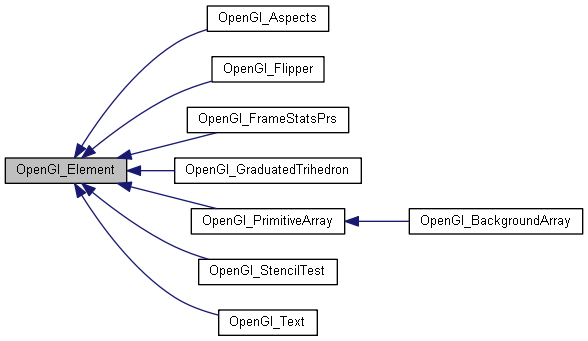 OpenGl_Aspects
OpenGl_Flipper
OpenGl_FrameStatsPrs
OpenGl_Element
OpenGl_GraduatedTrihedron
OpenGl_PrimitiveArray
OpenGl_BackgroundArray
OpenGl_StencilTest
OpenGl_Text